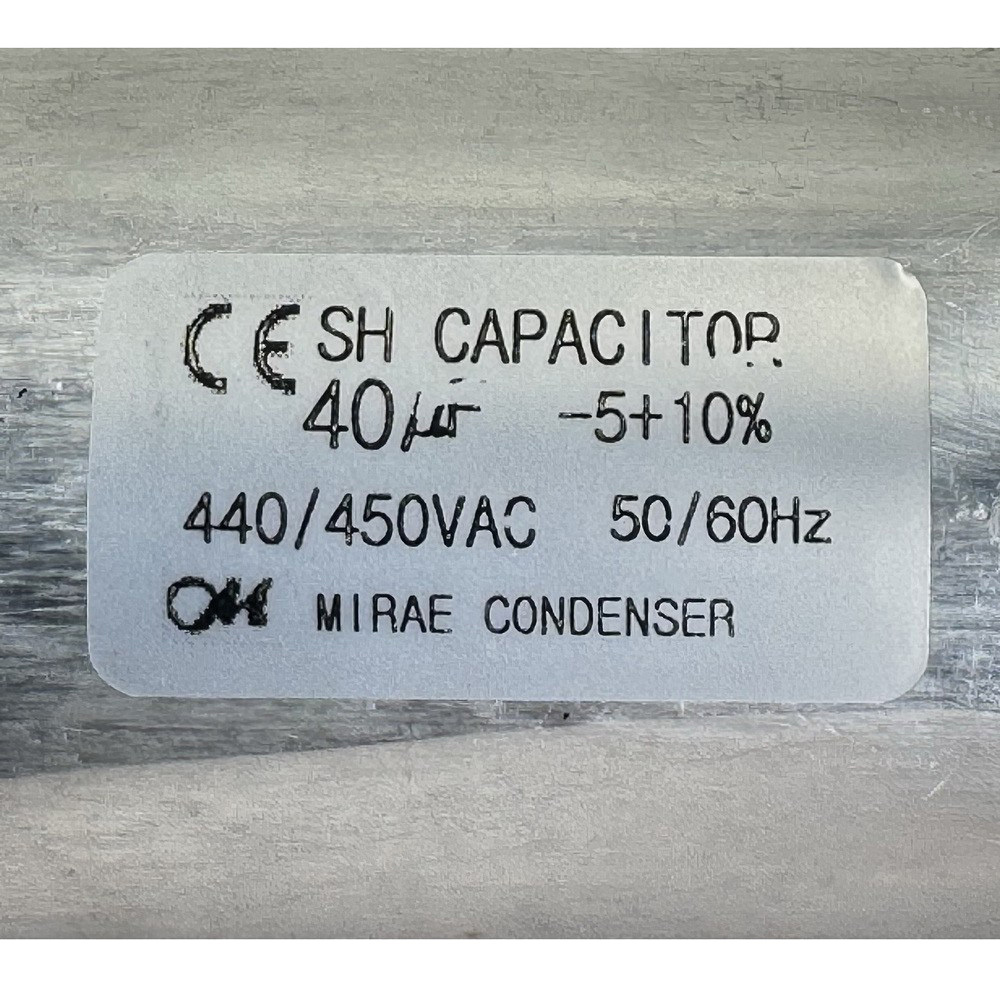 CE SH CAPACITOR
40µF -5+10%
440/450VAC 50/60Hz
MIRAE CONDENSER